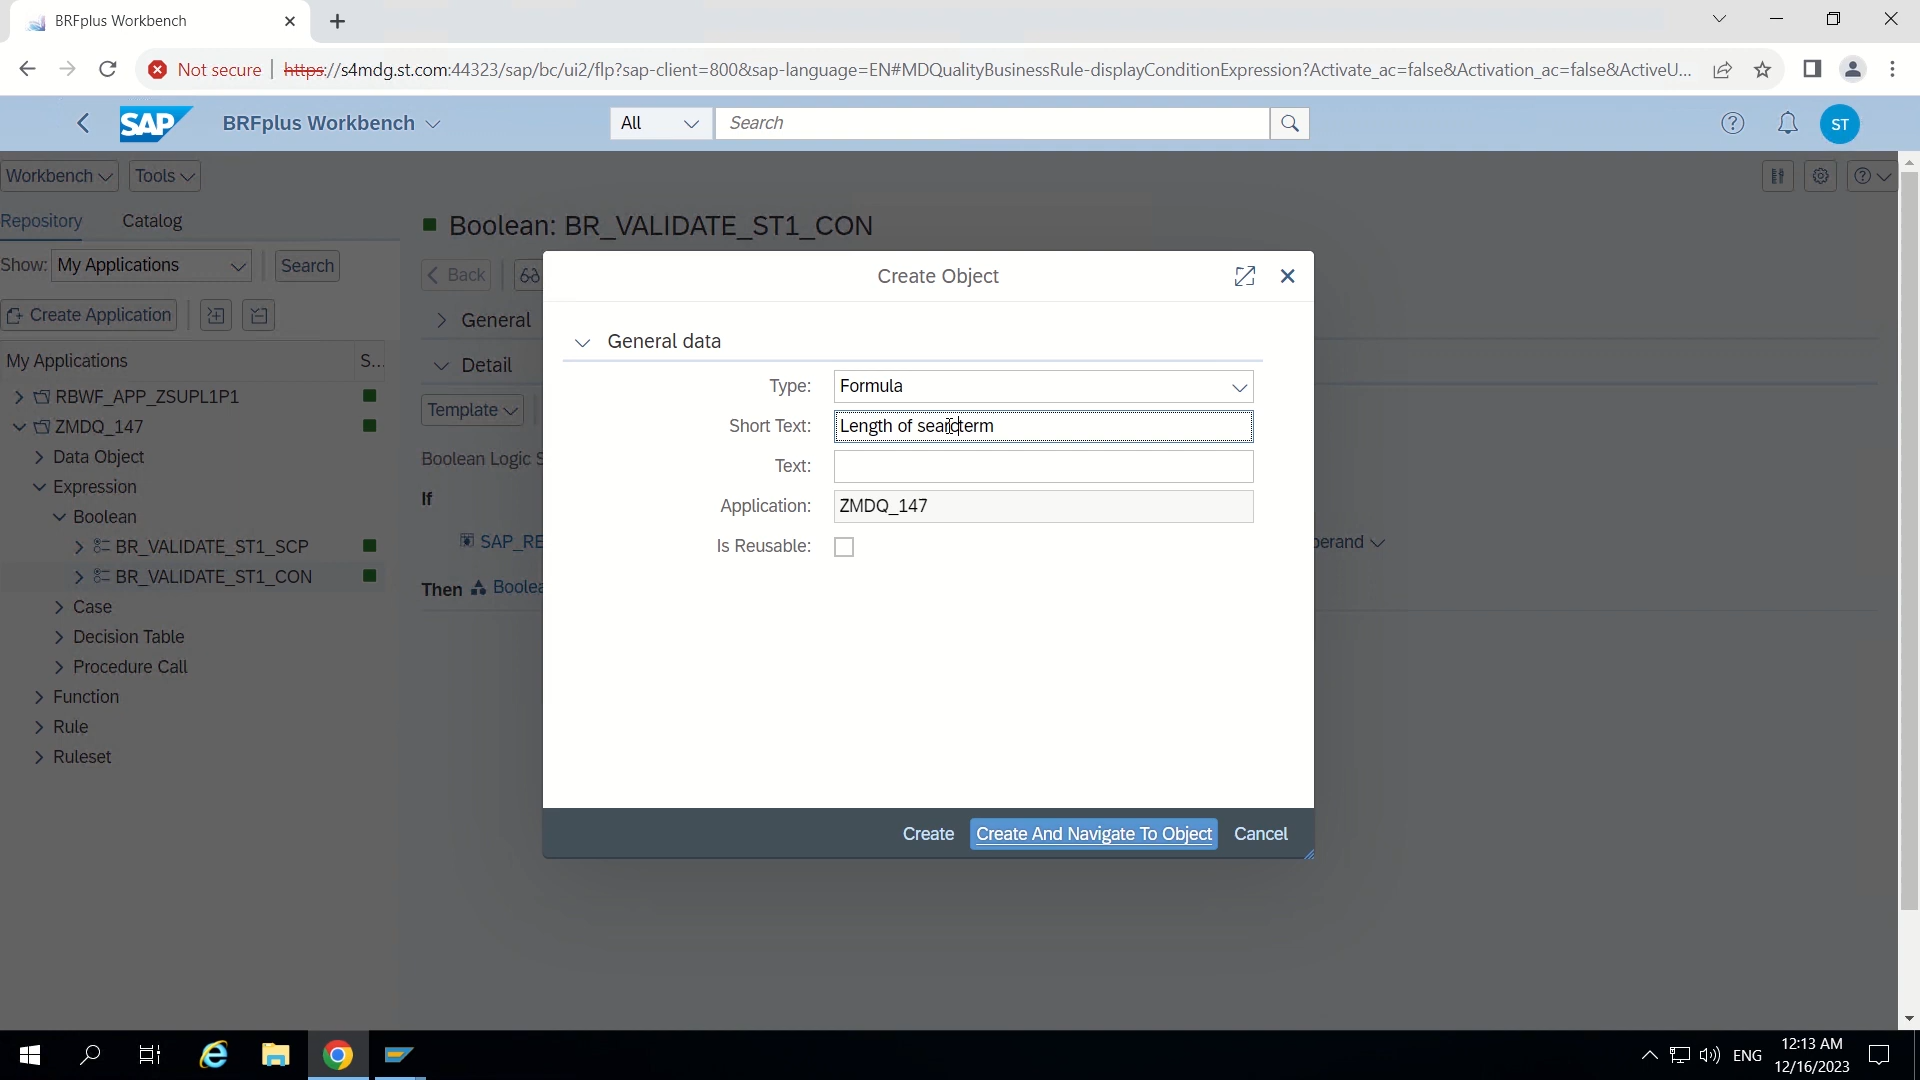 BRFplus Workbench
Not secure
https://s4mdg.st.com:44323/sap/bc/ui2/flp?sap-client=800&sap-language=EN#MDQualityBusinessRule-displayConditionExpression?Activate_ac=false&Activation_ac=false&ActiveU...
SAP
BRFplus Workbench
All
Search
ST
Workbench
Tools
Repository
Catalog
Show:
My Applications
Search
Create Application
My Applications
S...
RBWF_APP_ZSUPL1P1
ZMDQ_147
Data Object
Expression
Boolean
BR_VALIDATE_ST1_SCP
BR_VALIDATE_ST1_CON
Case
Decision Table
Procedure Call
Function
Rule
Ruleset
Boolean: BR_VALIDATE_ST1_CON
Back
General
Detail
Template
Boolean Logic S
If
SAP_RE
perand
Then
Boolea
Create Object
General data
Type:
Formula
Short Text:
Length of searcterm
Text:
Application:
ZMDQ_147
Is Reusable:
Create
Create And Navigate To Object
Cancel
ENG
12:13 AM
12/16/2023